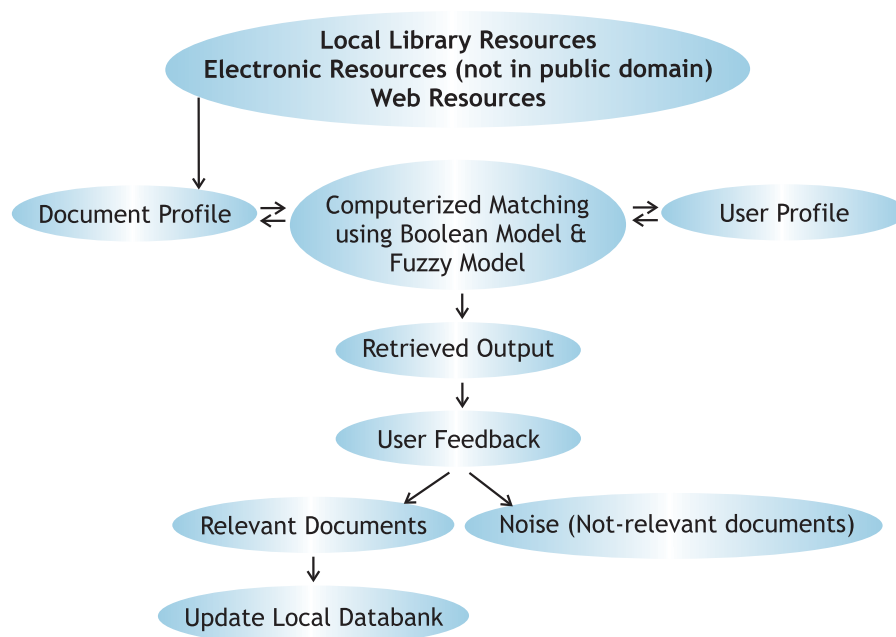 Local Library Resources
Electronic Resources (not in public domain)
Web Resources
Document Profile
Computerized Matching
using Boolean Model &
Fuzzy Model
User Profile
Retrieved Output
User Feedback
Relevant Documents
Noise (Not-relevant documents)
Update Local Databank